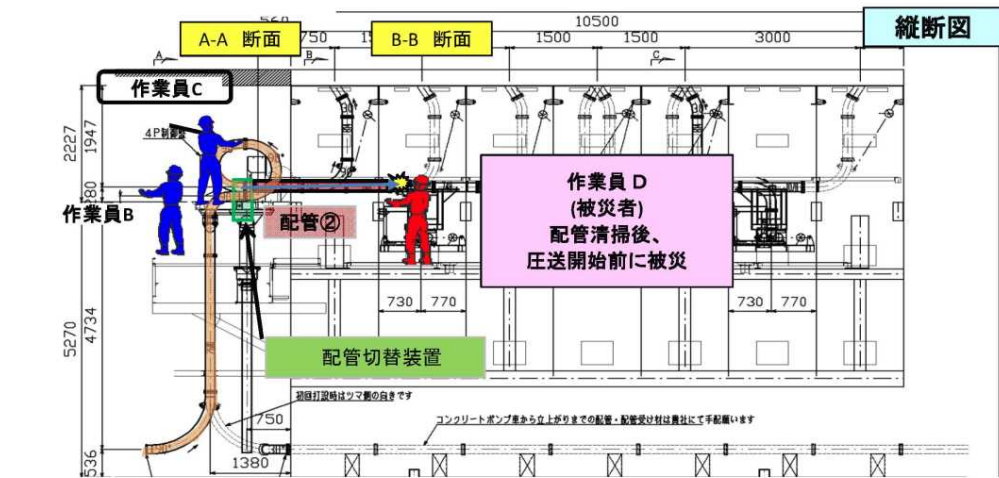 縦断図
10500
560
750
1500
1500
3000
A-A 断面
B-B 断面
A
B
C
作業員C
4P制御盤
2227
1947
580
作業員B
配管②
作業員D
(被災者)
配管清掃後、
圧送開始前に被災
730
770
730
770
5270
4734
配管切替装置
初回打設時はツマ側の向きです
750
コンクリートポンプ車から立上がりまでの配管・配管受け材は貴社にて手配願います
1380
536